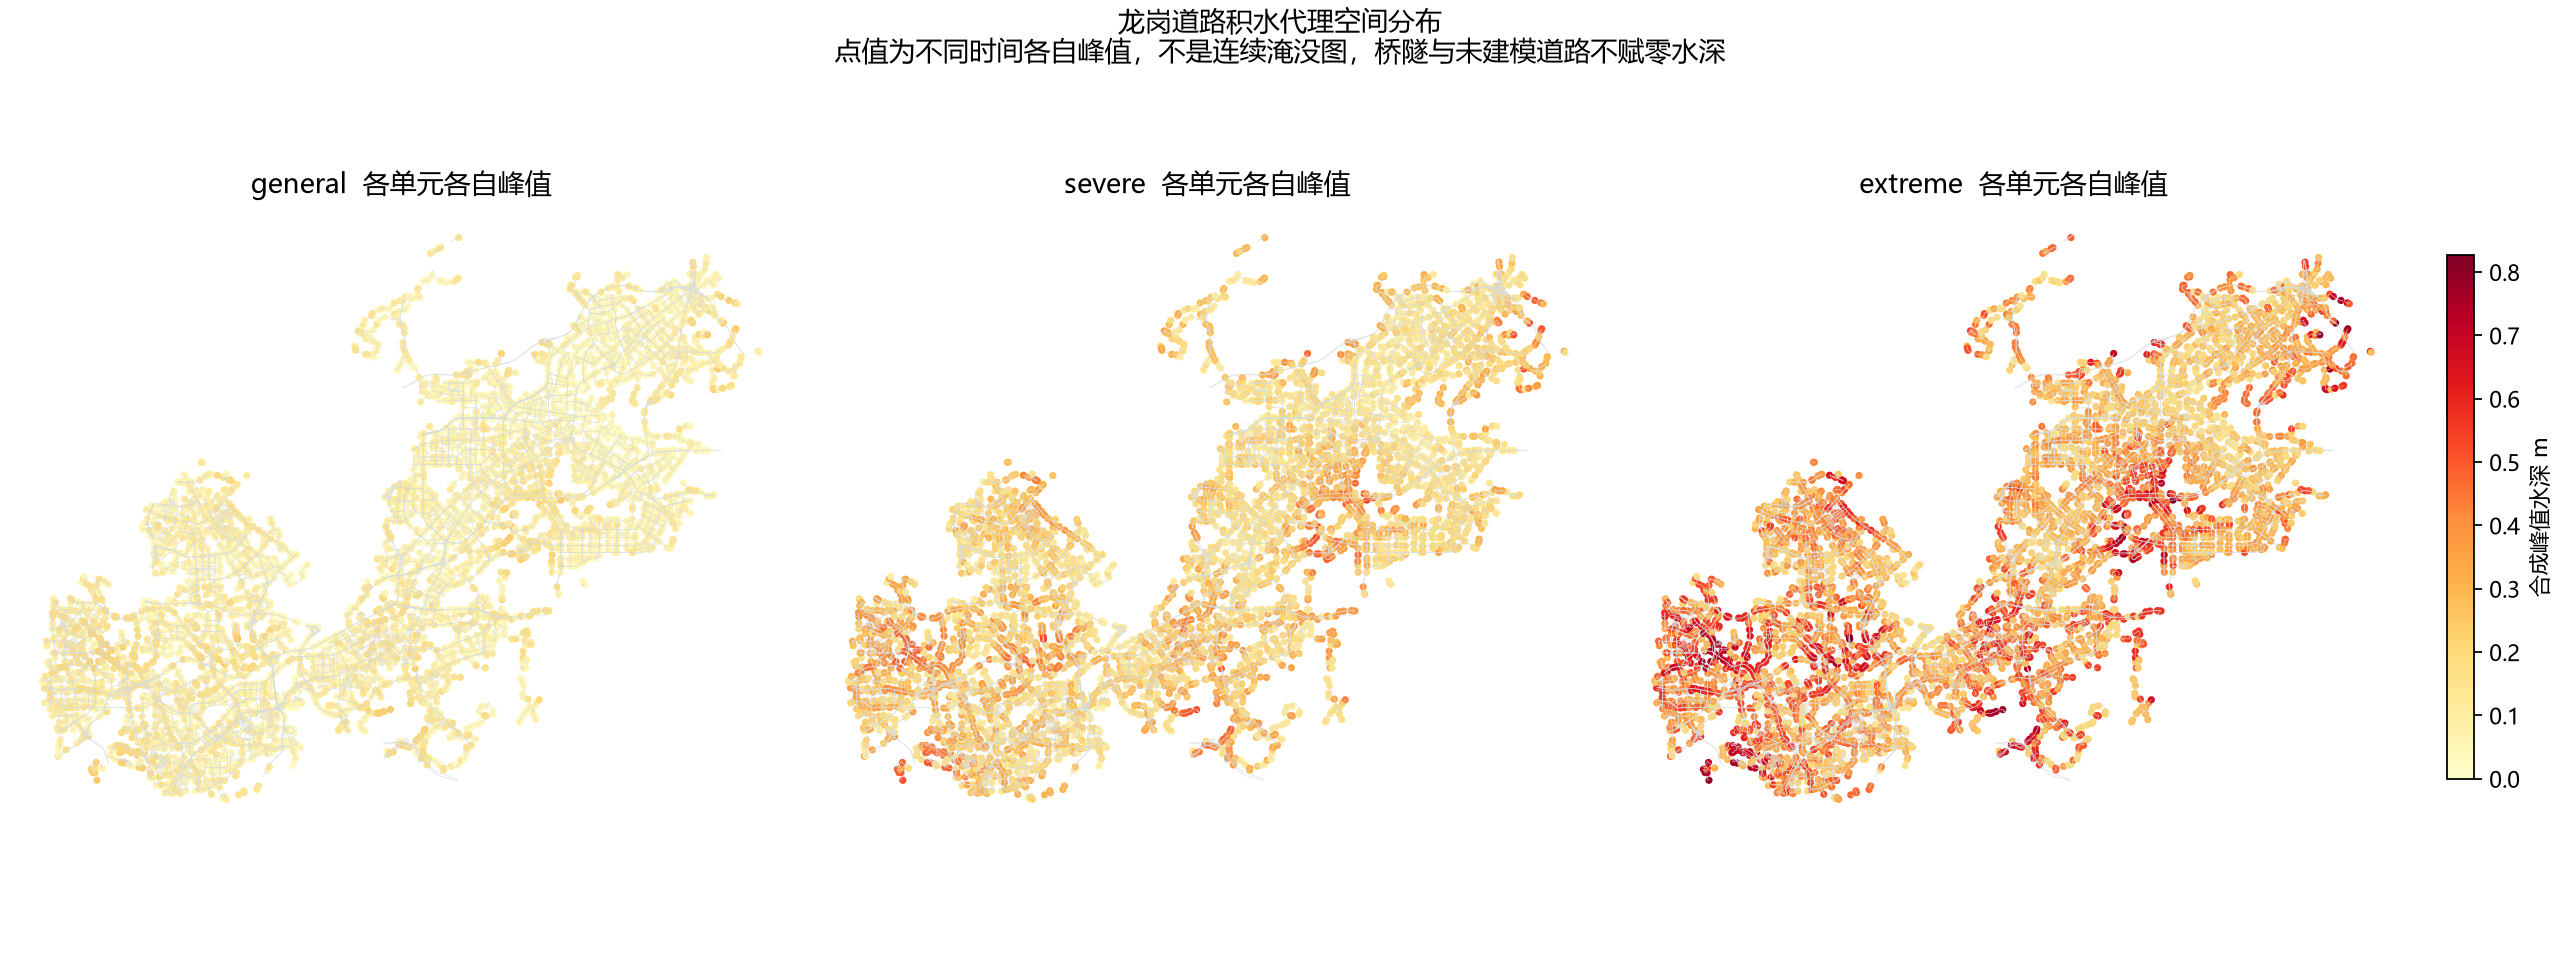 龙岗道路积水代理空间分布
点值为不同时间各自峰值，不是连续淹没图，桥隧与未建模道路不赋零水深
general 各单元各自峰值
severe 各单元各自峰值
extreme 各单元各自峰值
0.8
0.7
0.6
0.5
0.4
0.3
0.2
0.1
0.0
合成峰值水深 m